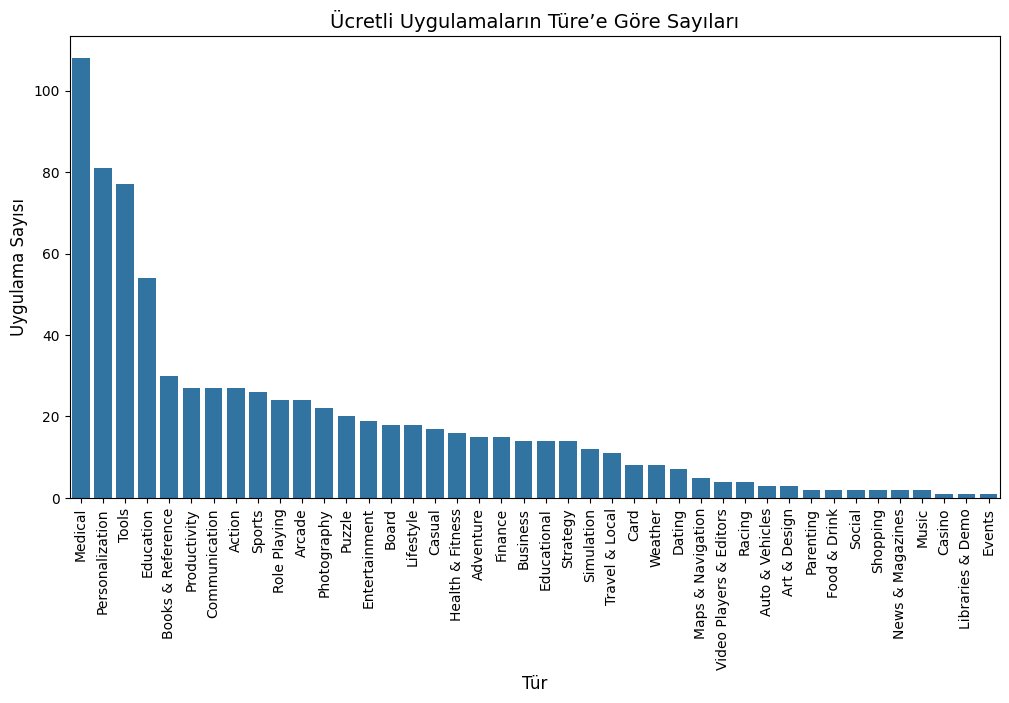 Ücretli Uygulamaların Türe’e Göre Sayıları
Uygulama Sayısı
100
80
60
40
20
0
Medical
Personalization
Tools
Education
Books & Reference
Productivity
Communication
Action
Sports
Role Playing
Arcade
Photography
Puzzle
Entertainment
Board
Lifestyle
Casual
Health & Fitness
Adventure
Finance
Business
Educational
Strategy
Simulation
Travel & Local
Card
Weather
Dating
Maps & Navigation
Video Players & Editors
Racing
Auto & Vehicles
Art & Design
Parenting
Food & Drink
Social
Shopping
News & Magazines
Music
Casino
Libraries & Demo
Events
Tür